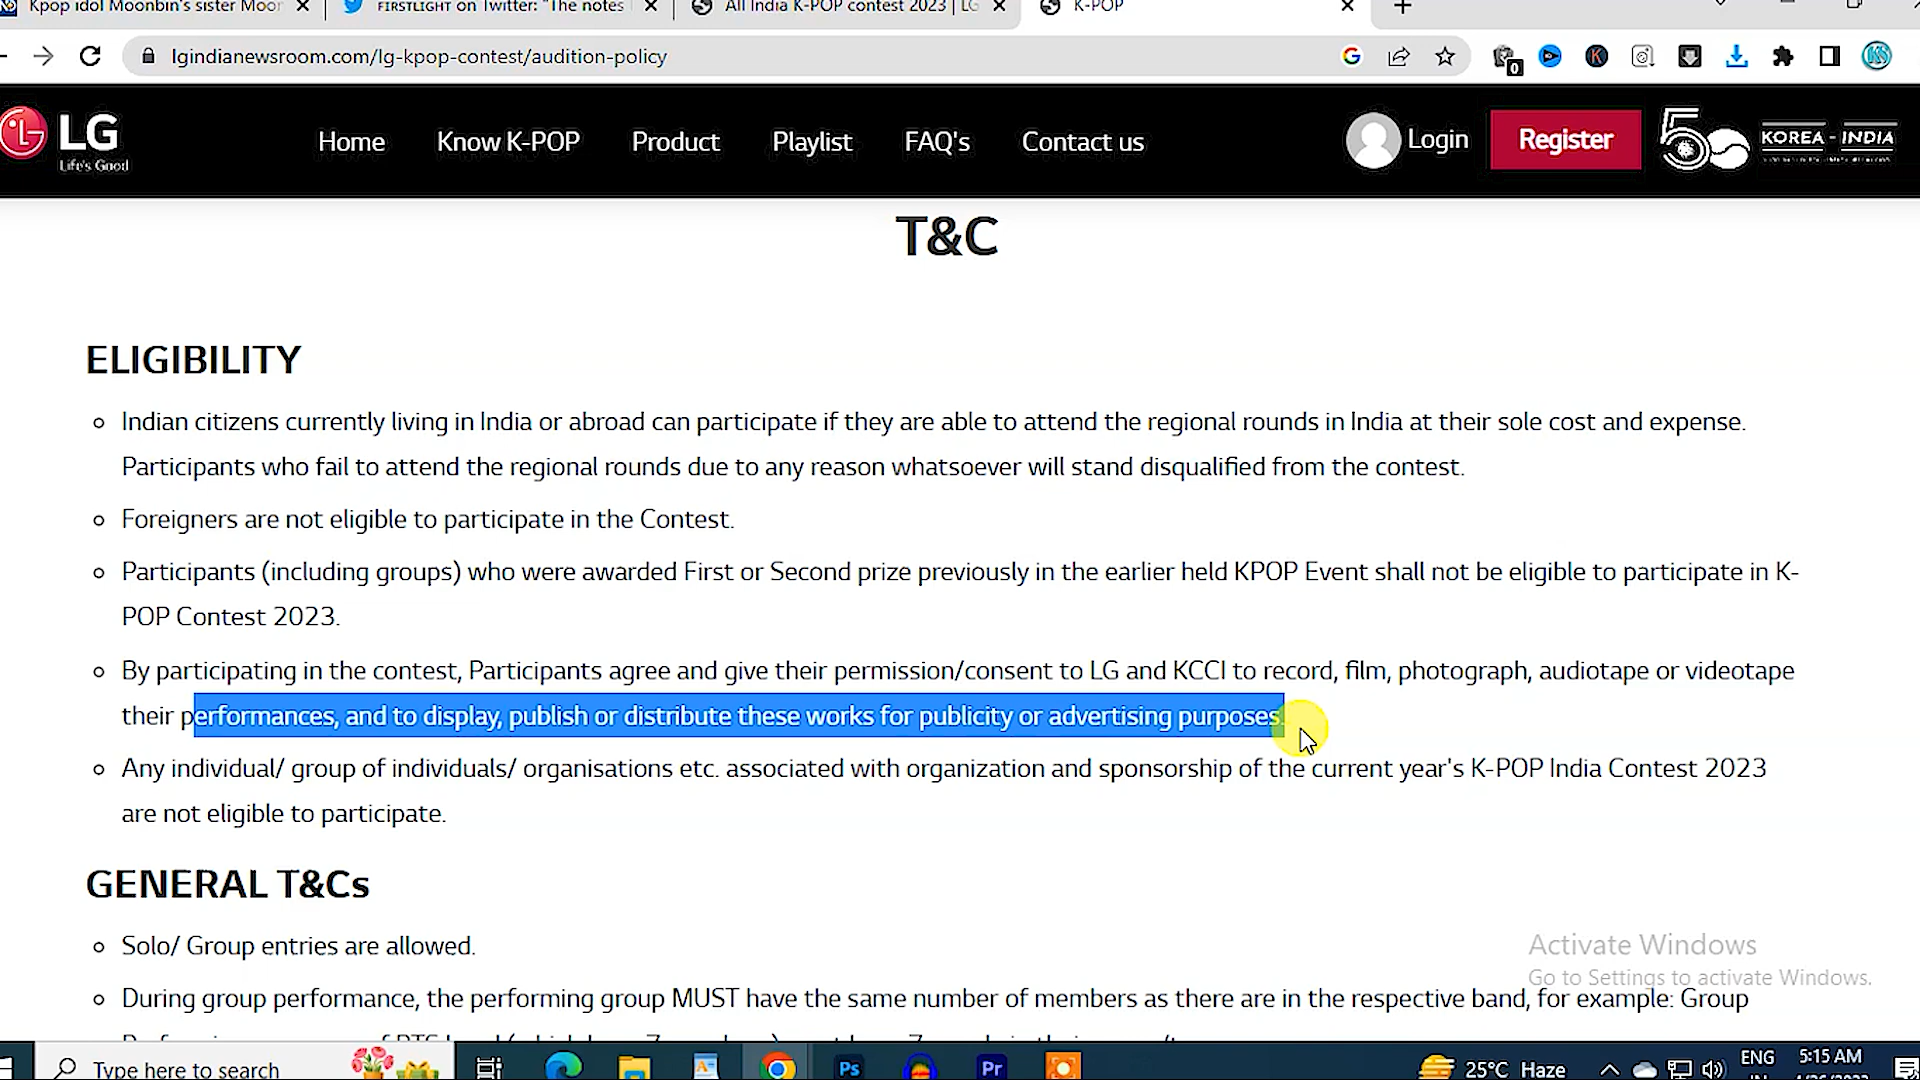 Kpop idol Moonbin's sister Moor
FIRSTLIGHT on Twitter: "The notes
All India K-POP contest 2023 | LG
K-POP
lgindianewsroom.com/lg-kpop-contest/audition-policy
0
LG
Life's Good
Home
Know K-POP
Product
Playlist
FAQ's
Contact us
Login
Register
50
KOREA - INDIA
T&C
ELIGIBILITY
Indian citizens currently living in India or abroad can participate if they are able to attend the regional rounds in India at their sole cost and expense.
Participants who fail to attend the regional rounds due to any reason whatsoever will stand disqualified from the contest.
Foreigners are not eligible to participate in the Contest.
Participants (including groups) who were awarded First or Second prize previously in the earlier held KPOP Event shall not be eligible to participate in K-
POP Contest 2023.
By participating in the contest, Participants agree and give their permission/consent to LG and KCCI to record, film, photograph, audiotape or videotape
their performances, and to display, publish or distribute these works for publicity or advertising purposes.
Any individual/ group of individuals/ organisations etc. associated with organization and sponsorship of the current year's K-POP India Contest 2023
are not eligible to participate.
GENERAL T&Cs
Solo/ Group entries are allowed.
During group performance, the performing group MUST have the same number of members as there are in the respective band, for example: Group
Activate Windows
Go to Settings to activate Windows.
Type here to search
Ps
Pr
25°C Haze
ENG
5:15 AM